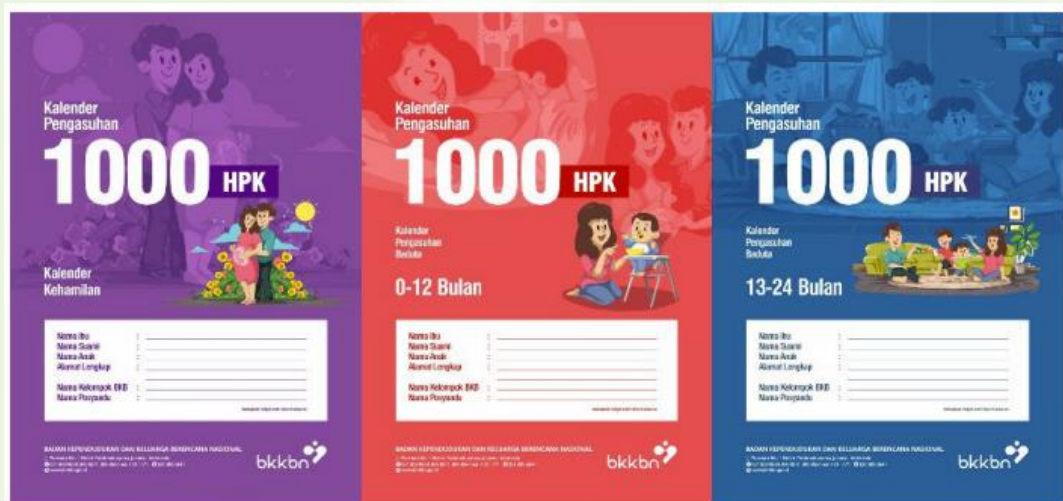 Kalender
Pengasuhan
1000 HPK
Kalender
Kehamilan
Nama Ibu :
Nama Suami :
Nama Anak :
Alamat Lengkap :
Nama Kelompok BKB :
Nama Posyandu :
BADAN KEPENDUDUKAN DAN KELUARGA BERENCANA NASIONAL
bkkbn
Kalender
Pengasuhan
1000 HPK
Kalender
Pengasuhan
Baduta
0-12 Bulan
Nama Ibu :
Nama Suami :
Nama Anak :
Alamat Lengkap :
Nama Kelompok BKB :
Nama Posyandu :
BADAN KEPENDUDUKAN DAN KELUARGA BERENCANA NASIONAL
bkkbn
Kalender
Pengasuhan
1000 HPK
Kalender
Pengasuhan
Baduta
13-24 Bulan
Nama Ibu :
Nama Suami :
Nama Anak :
Alamat Lengkap :
Nama Kelompok BKB :
Nama Posyandu :
BADAN KEPENDUDUKAN DAN KELUARGA BERENCANA NASIONAL
bkkbn